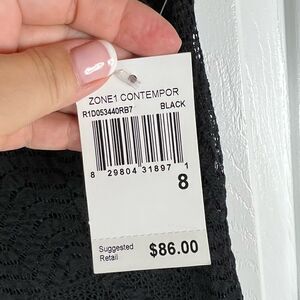 ZONE1 CONTEMPOR
R1D053440RB7 BLACK
8 29804 31897 1
8
Suggested
Retail $86.00